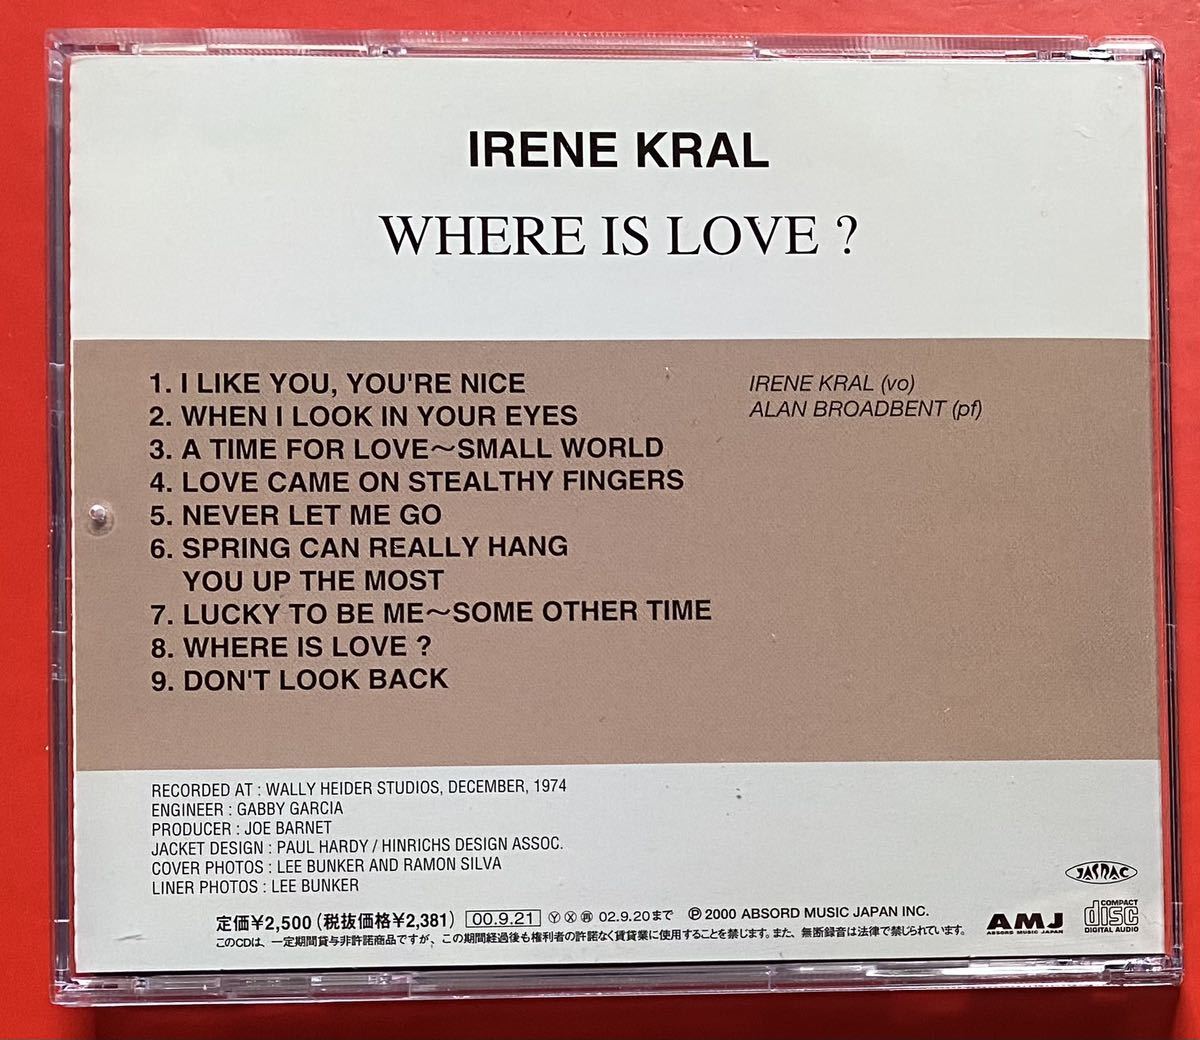 IRENE KRAL
WHERE IS LOVE ?
1. I LIKE YOU, YOU'RE NICE
2. WHEN I LOOK IN YOUR EYES
3. A TIME FOR LOVE〜SMALL WORLD
4. LOVE CAME ON STEALTHY FINGERS
5. NEVER LET ME GO
6. SPRING CAN REALLY HANG
YOU UP THE MOST
7. LUCKY TO BE ME〜SOME OTHER TIME
8. WHERE IS LOVE ?
9. DON'T LOOK BACK
IRENE KRAL (vo)
ALAN BROADBENT (pf)
RECORDED AT : WALLY HEIDER STUDIOS, DECEMBER, 1974
ENGINEER : GABBY GARCIA
PRODUCER : JOE BARNET
JACKET DESIGN : PAUL HARDY / HINRICHS DESIGN ASSOC.
COVER PHOTOS : LEE BUNKER AND RAMON SILVA
LINER PHOTOS : LEE BUNKER
定価¥2,500 (税抜価格¥2,381) 00.9.21 Ⓨ Ⓧ 02.9.20まで Ⓟ 2000 ABSORD MUSIC JAPAN INC.
このCDは、一定期間貸与非許諾商品ですが、この期間経過後も権利者の許諾なく賃貸業に使用することを禁じます。また、無断録音は法律で禁じられています。
JASRAC
AMJ
ABSORD MUSIC JAPAN
COMPACT
disc
DIGITAL AUDIO